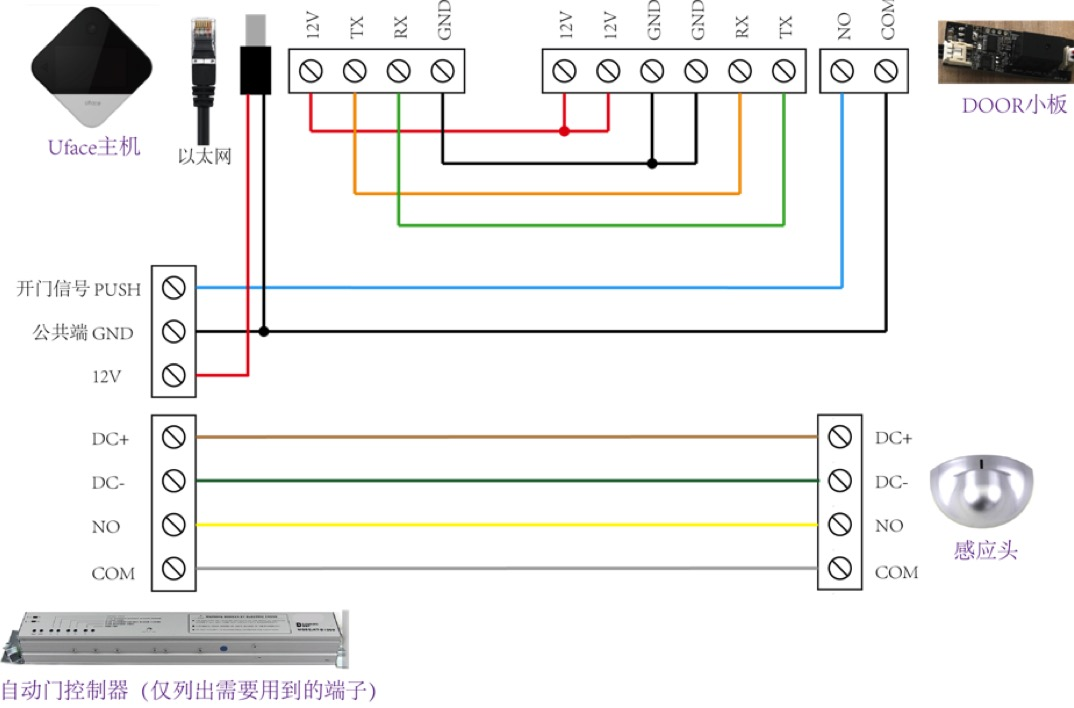 12V
TX
RX
GND
12V
12V
GND
GND
RX
TX
NO
COM
Uface主机
以太网
DOOR小板
开门信号 PUSH
公共端 GND
12V
DC+
DC-
NO
COM
DC+
DC-
NO
COM
感应头
自动门控制器（仅列出需要用到的端子）